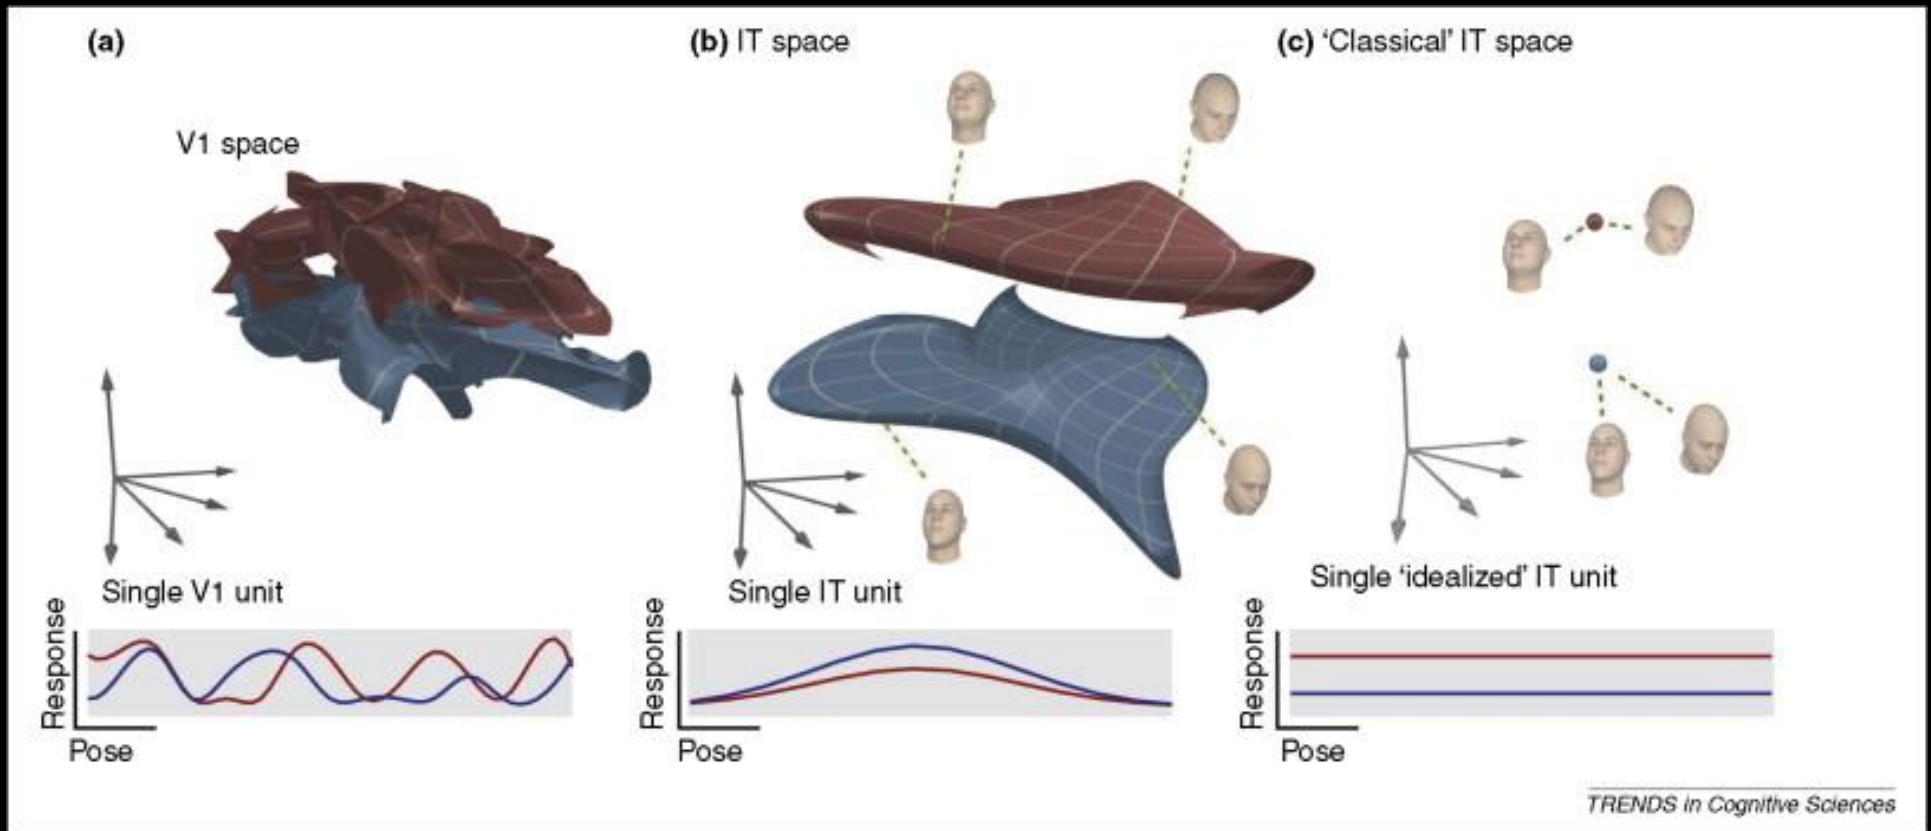 (a)
(b) IT space
(c) ‘Classical’ IT space
V1 space
Single V1 unit
Response
Pose
Single IT unit
Response
Pose
Single ‘idealized’ IT unit
Response
Pose
TRENDS in Cognitive Sciences